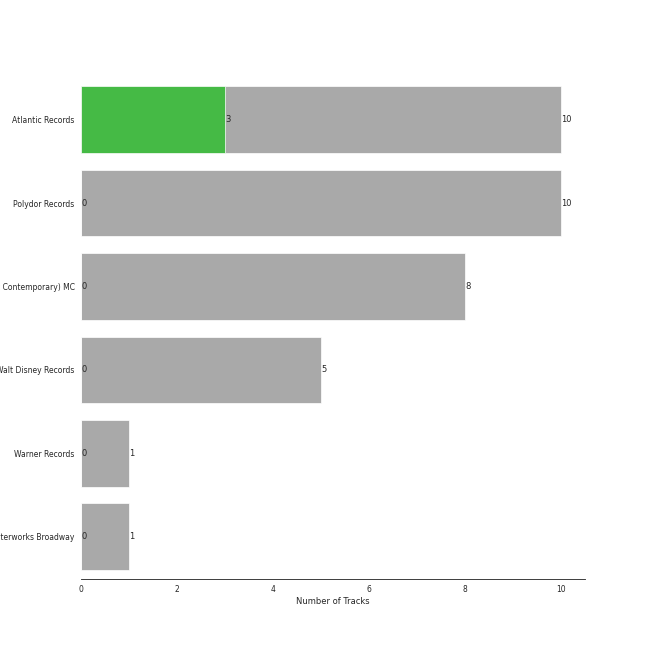 Atlantic Records 3 10
Polydor Records 0 10
Contemporary) MC 0 8
Walt Disney Records 0 5
Warner Records 0 1
terworks Broadway 0 1
0 2 4 6 8 10
Number of Tracks